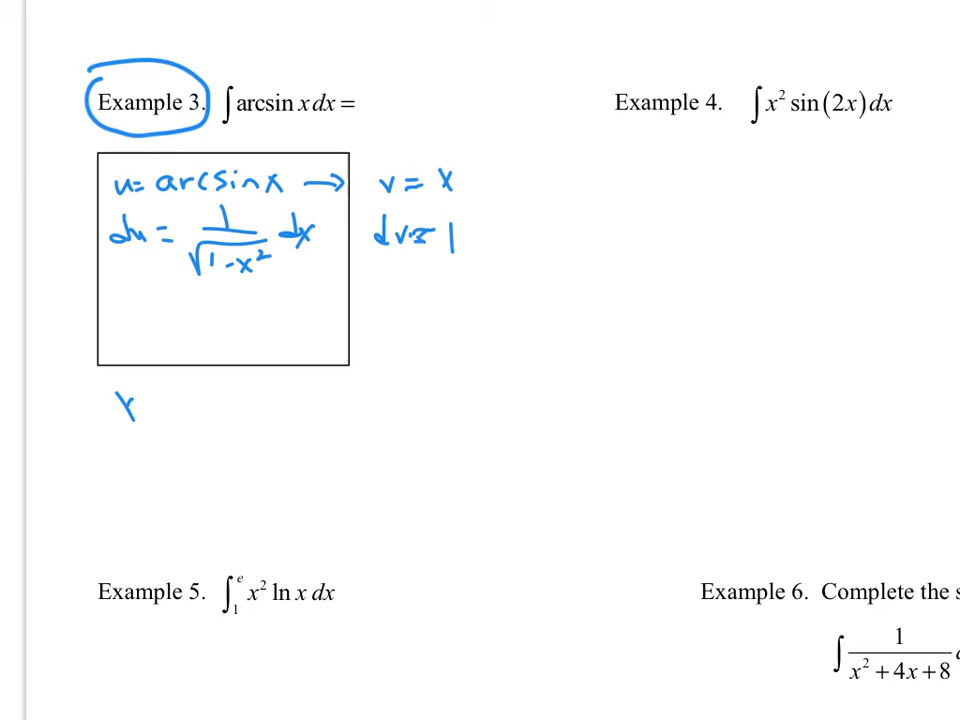 Example 3. ∫ arcsin x dx =
u = arcsin x → v = x
du = 1/√(1-x²) dx dv = 1
x
Example 4. ∫ x² sin(2x) dx
Example 5. ∫₁ᵉ x² ln x dx
Example 6. Complete the s
∫ 1/(x² + 4x + 8)